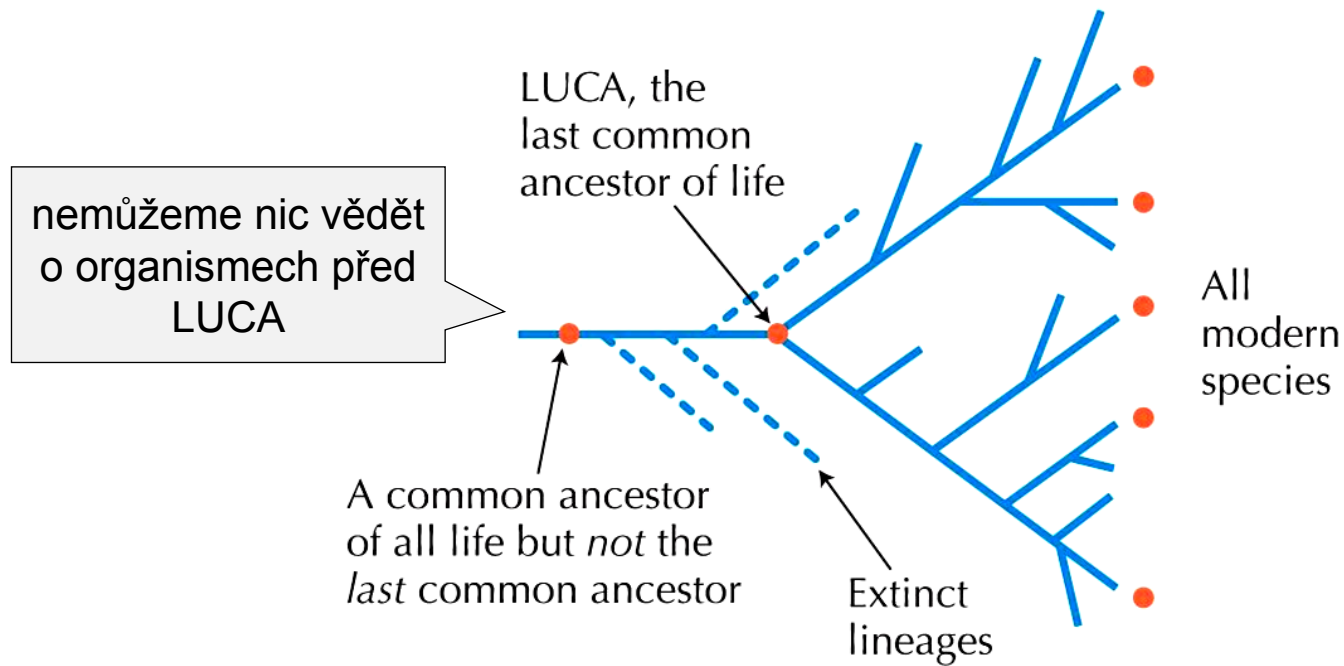 LUCA, the
last common
ancestor of life
nemůžeme nic vědět
o organismech před
LUCA
All
modern
species
A common ancestor
of all life but not the
last common ancestor
Extinct
lineages